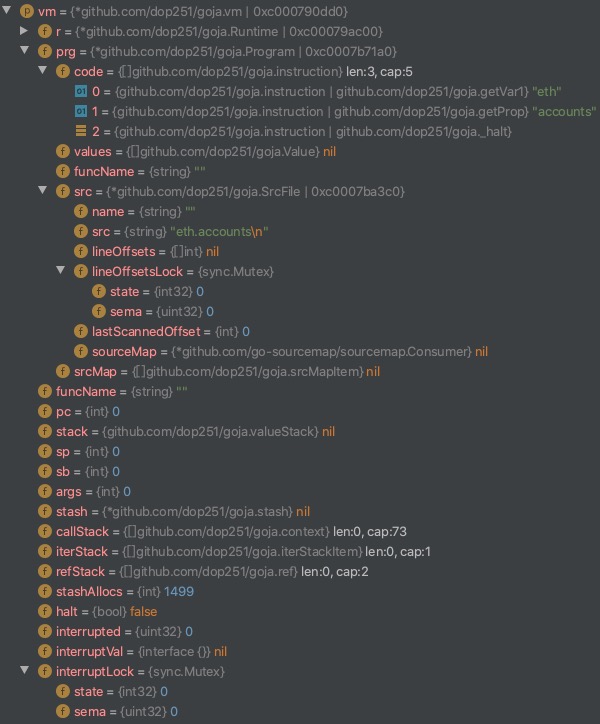 vm = {*github.com/dop251/goja.vm | 0xc000790dd0}
r = {*github.com/dop251/goja.Runtime | 0xc00079ac00}
prg = {*github.com/dop251/goja.Program | 0xc0007b71a0}
code = {[]github.com/dop251/goja.instruction} len:3, cap:5
0 = {github.com/dop251/goja.instruction | github.com/dop251/goja.getVar1} "eth"
1 = {github.com/dop251/goja.instruction | github.com/dop251/goja.getProp} "accounts"
2 = {github.com/dop251/goja.instruction | github.com/dop251/goja._halt}
values = {[]github.com/dop251/goja.Value} nil
funcName = {string} ""
src = {*github.com/dop251/goja.SrcFile | 0xc0007ba3c0}
name = {string} ""
src = {string} "eth.accounts\n"
lineOffsets = {[]int} nil
lineOffsetsLock = {sync.Mutex}
state = {int32} 0
sema = {uint32} 0
lastScannedOffset = {int} 0
sourceMap = {*github.com/go-sourcemap/sourcemap.Consumer} nil
srcMap = {[]github.com/dop251/goja.srcMapItem} nil
funcName = {string} ""
pc = {int} 0
stack = {github.com/dop251/goja.valueStack} nil
sp = {int} 0
sb = {int} 0
args = {int} 0
stash = {*github.com/dop251/goja.stash} nil
callStack = {[]github.com/dop251/goja.context} len:0, cap:73
iterStack = {[]github.com/dop251/goja.iterStackItem} len:0, cap:1
refStack = {[]github.com/dop251/goja.ref} len:0, cap:2
stashAllocs = {int} 1499
halt = {bool} false
interrupted = {uint32} 0
interruptVal = {interface {}} nil
interruptLock = {sync.Mutex}
state = {int32} 0
sema = {uint32} 0